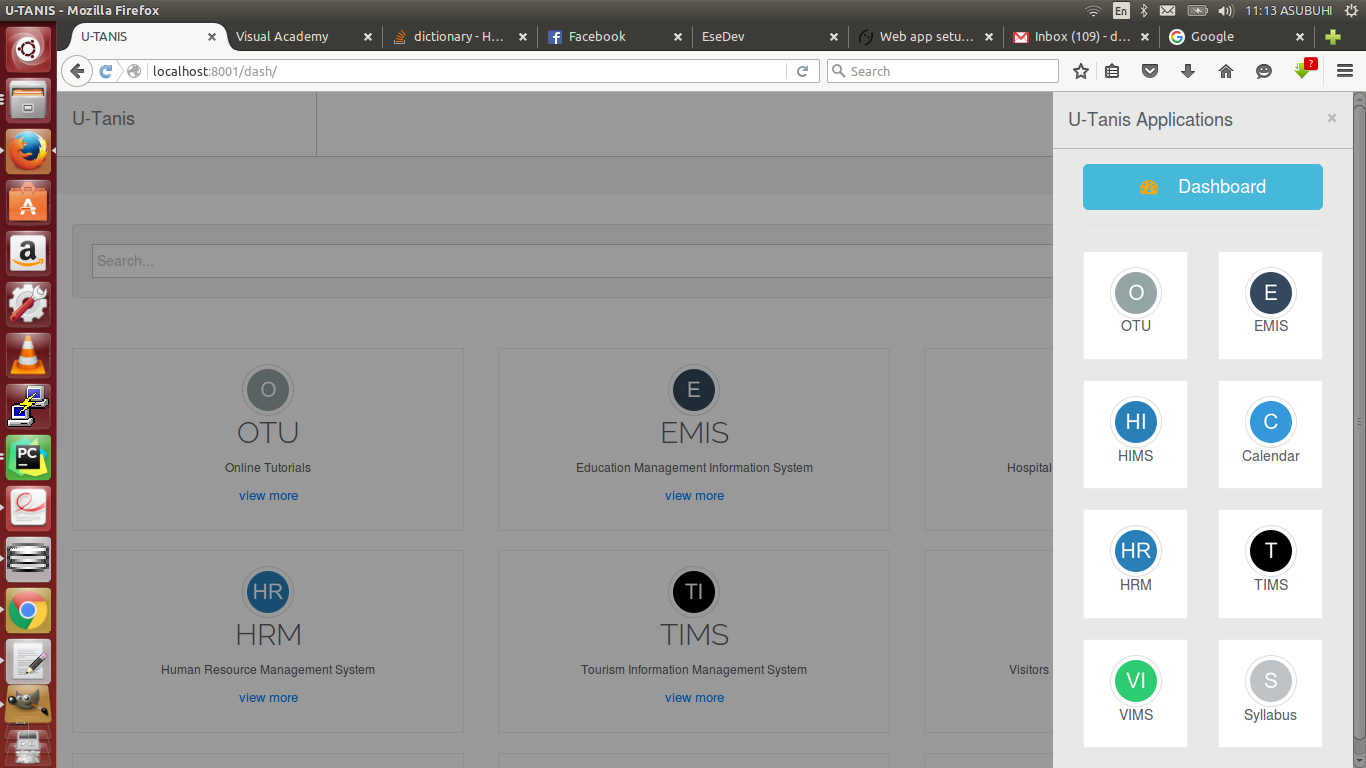 U-TANIS - Mozilla Firefox
En
11:13 ASUBUHI
U-TANIS
Visual Academy
dictionary - H...
Facebook
EseDev
Web app setu...
Inbox (109) - d...
Google
localhost:8001/dash/
Search
?
U-Tanis
Search...
O
OTU
Online Tutorials
view more
E
EMIS
Education Management Information System
view more
Hospital
HR
HRM
Human Resource Management System
view more
TI
TIMS
Tourism Information Management System
view more
Visitors
U-Tanis Applications
×
Dashboard
O
OTU
E
EMIS
HI
HIMS
C
Calendar
HR
HRM
T
TIMS
VI
VIMS
S
Syllabus
PC